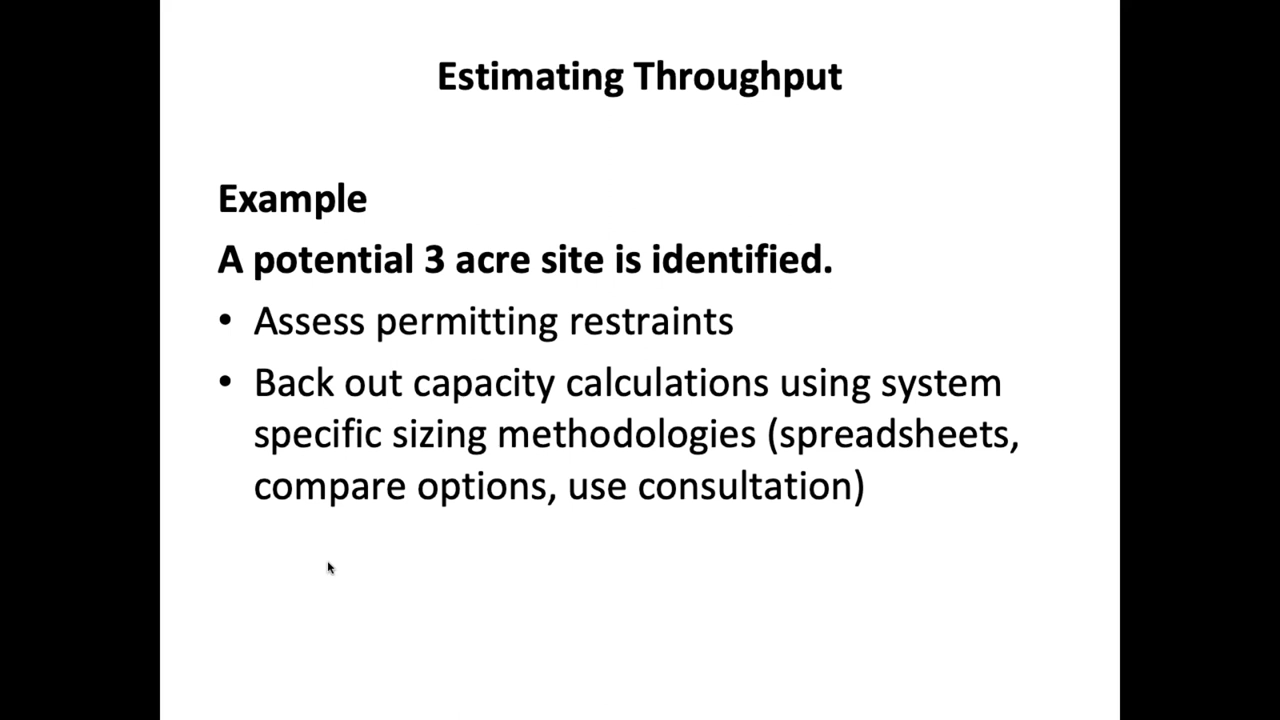 Estimating Throughput
Example
A potential 3 acre site is identified.
• Assess permitting restraints
• Back out capacity calculations using system
specific sizing methodologies (spreadsheets,
compare options, use consultation)